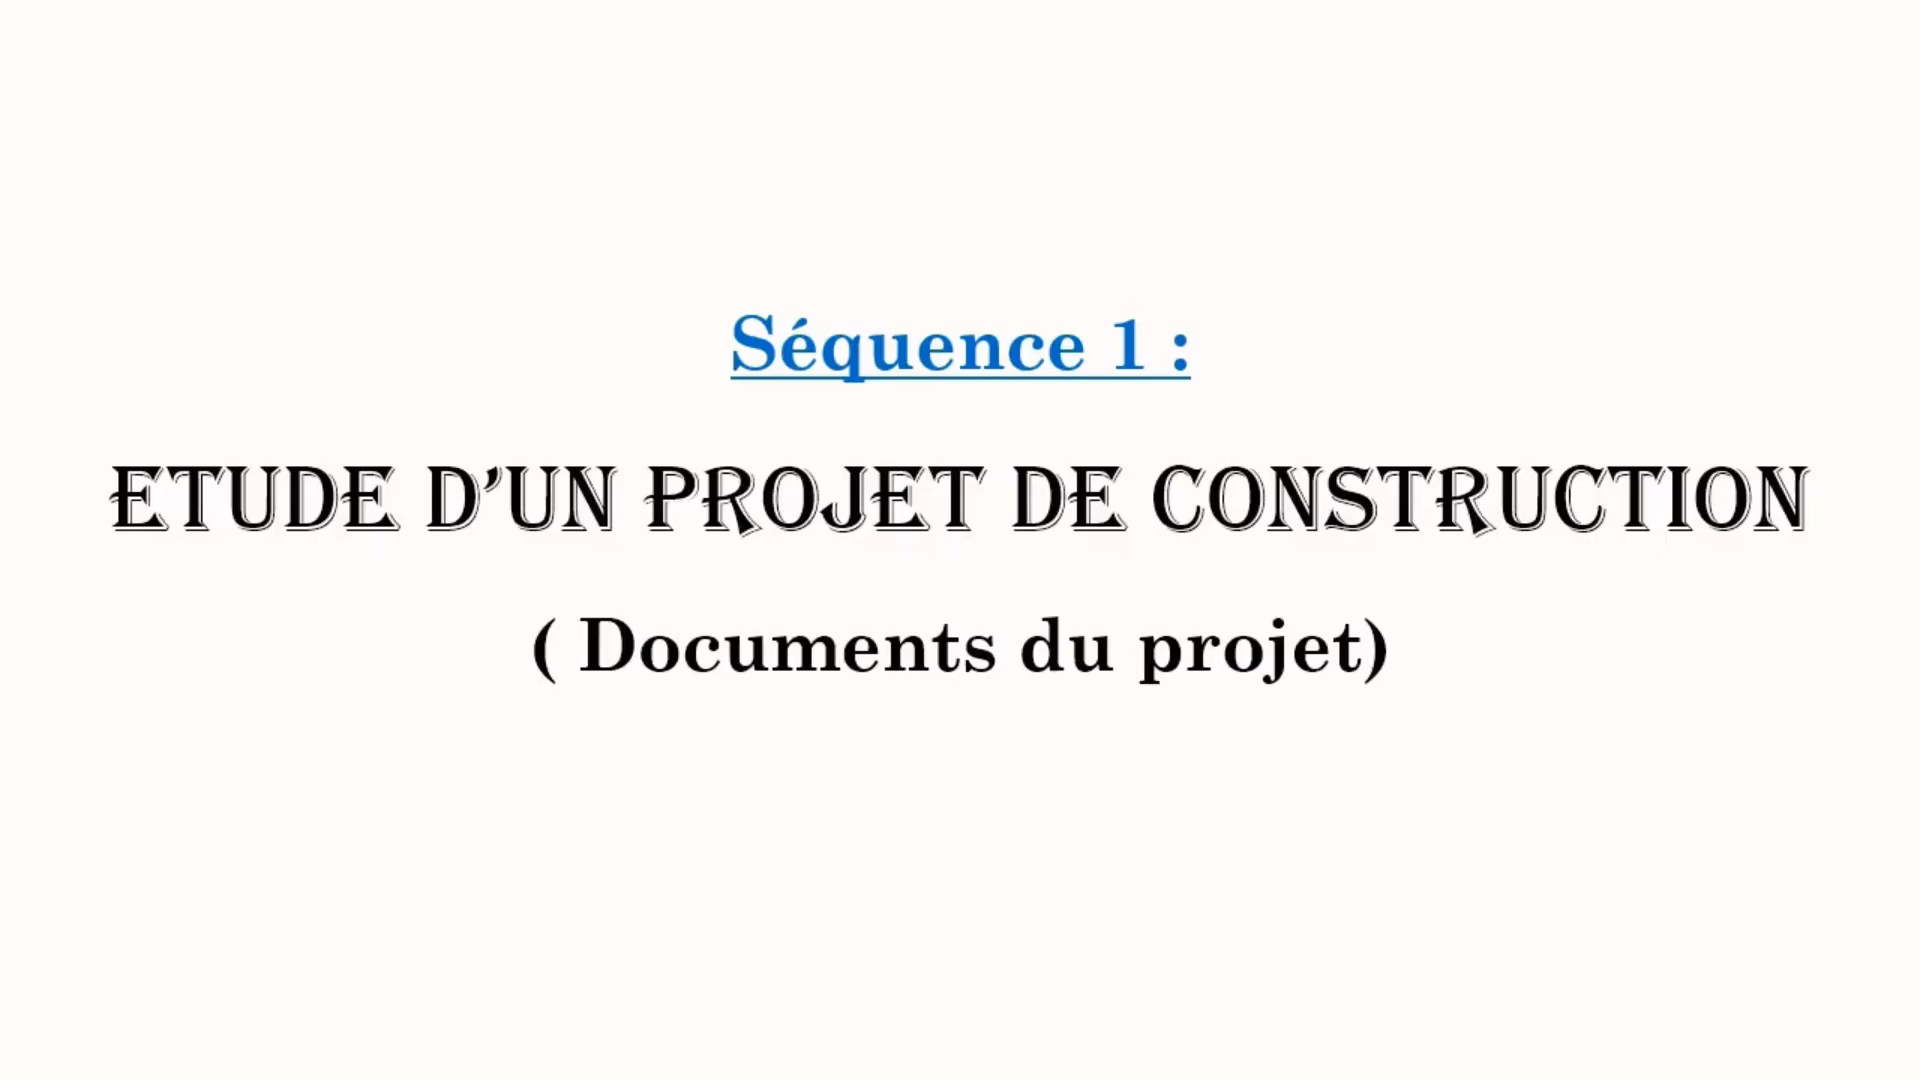 Séquence 1 :
ETUDE D’UN PROJET DE CONSTRUCTION
( Documents du projet)